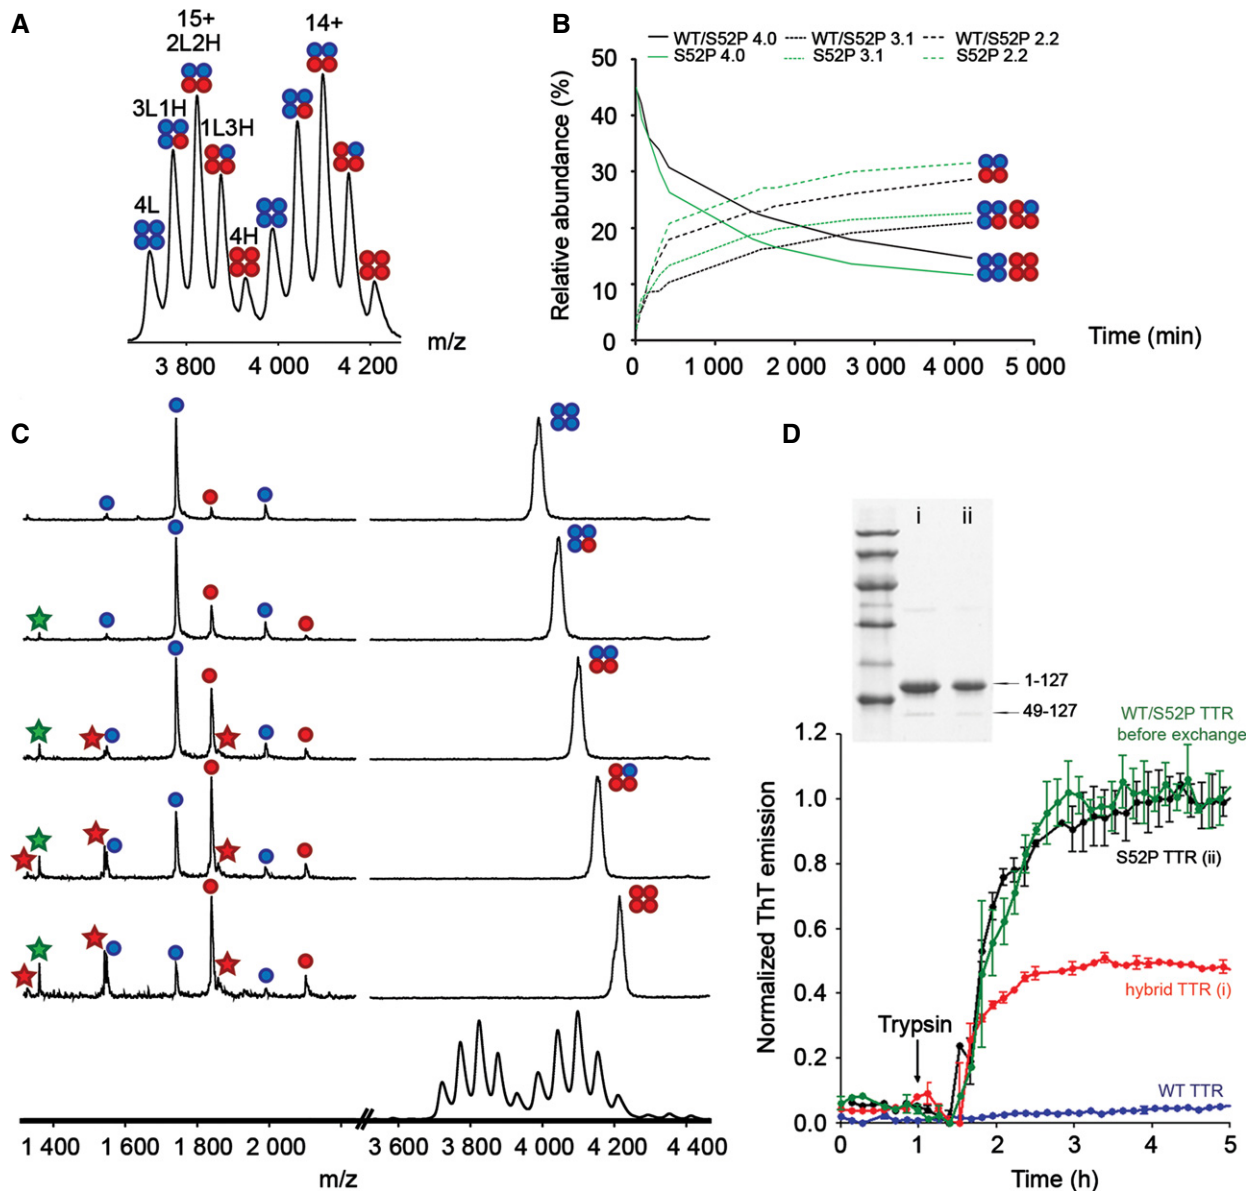 A
15+
14+
2L2H
3L1H
1L3H
4L
4H
m/z
3 800
4 000
4 200
B
WT/S52P 4.0
WT/S52P 3.1
WT/S52P 2.2
S52P 4.0
S52P 3.1
S52P 2.2
Relative abundance (%)
50
40
30
20
10
0
0
1 000
2 000
3 000
4 000
5 000
Time (min)
C
1 400
1 600
1 800
2 000
3 600
3 800
4 000
4 200
4 400
m/z
D
i
ii
1-127
49-127
WT/S52P TTR
before exchange
S52P TTR (ii)
hybrid TTR (i)
WT TTR
Trypsin
Normalized ThT emission
1.2
1.0
0.8
0.6
0.4
0.2
0.0
0
1
2
3
4
5
Time (h)